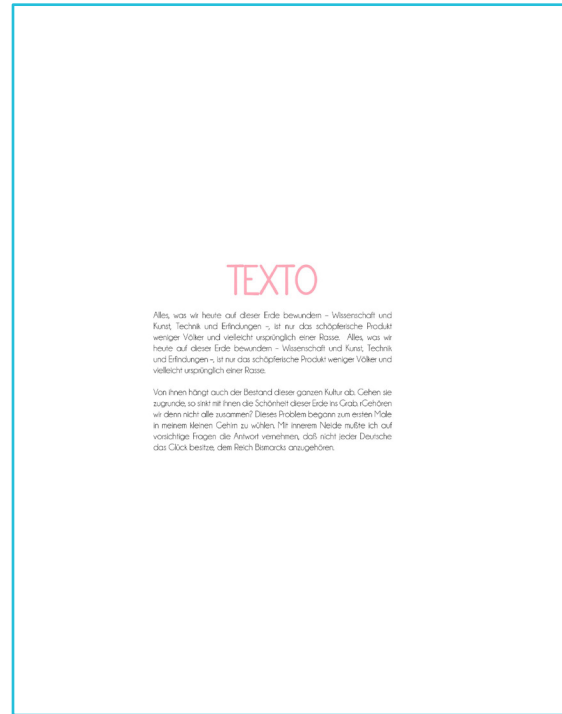 TEXTO
Alles, was wir heute auf dieser Erde bewundern – Wissenschaft und
Kunst, Technik und Erfindungen –, ist nur das schöpferische Produkt
weniger Völker und vielleicht ursprünglich einer Rasse. Alles, was wir
heute auf dieser Erde bewundern – Wissenschaft und Kunst, Technik
und Erfindungen –, ist nur das schöpferische Produkt weniger Völker und
vielleicht ursprünglich einer Rasse.
Von ihnen hängt auch der Bestand dieser ganzen Kultur ab. Gehen sie
zugrunde, so sinkt mit ihnen die Schönheit dieser Erde ins Grab. rGehören
wir denn nicht alle zusammen? Dieses Problem begann zum ersten Male
in meinem kleinen Gehirn zu wühlen. Mit innerem Neide mußte ich auf
vorsichtige Fragen die Antwort vernehmen, daß nicht jeder Deutsche
das Glück besitze, dem Reich Bismarcks anzugehören.